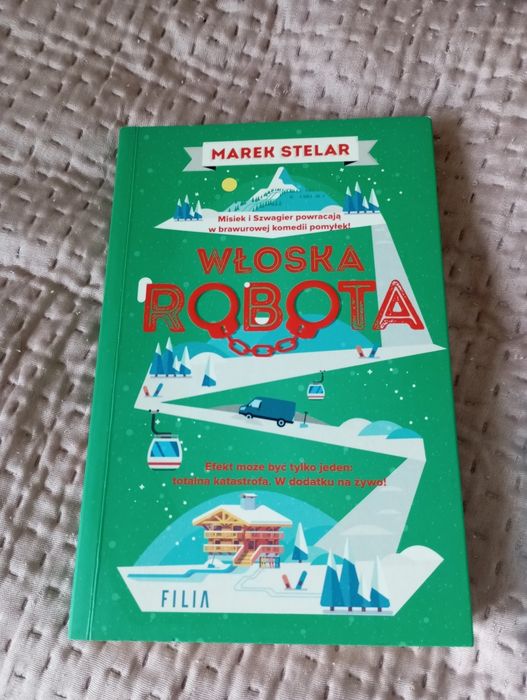 MAREK STELAR
Misiek i Szwagier powracają
w brawurowej komedii pomyłek!
WŁOSKA
ROBOTA
Efekt może być tylko jeden:
totalna katastrofa. W dodatku na żywo!
FILIA